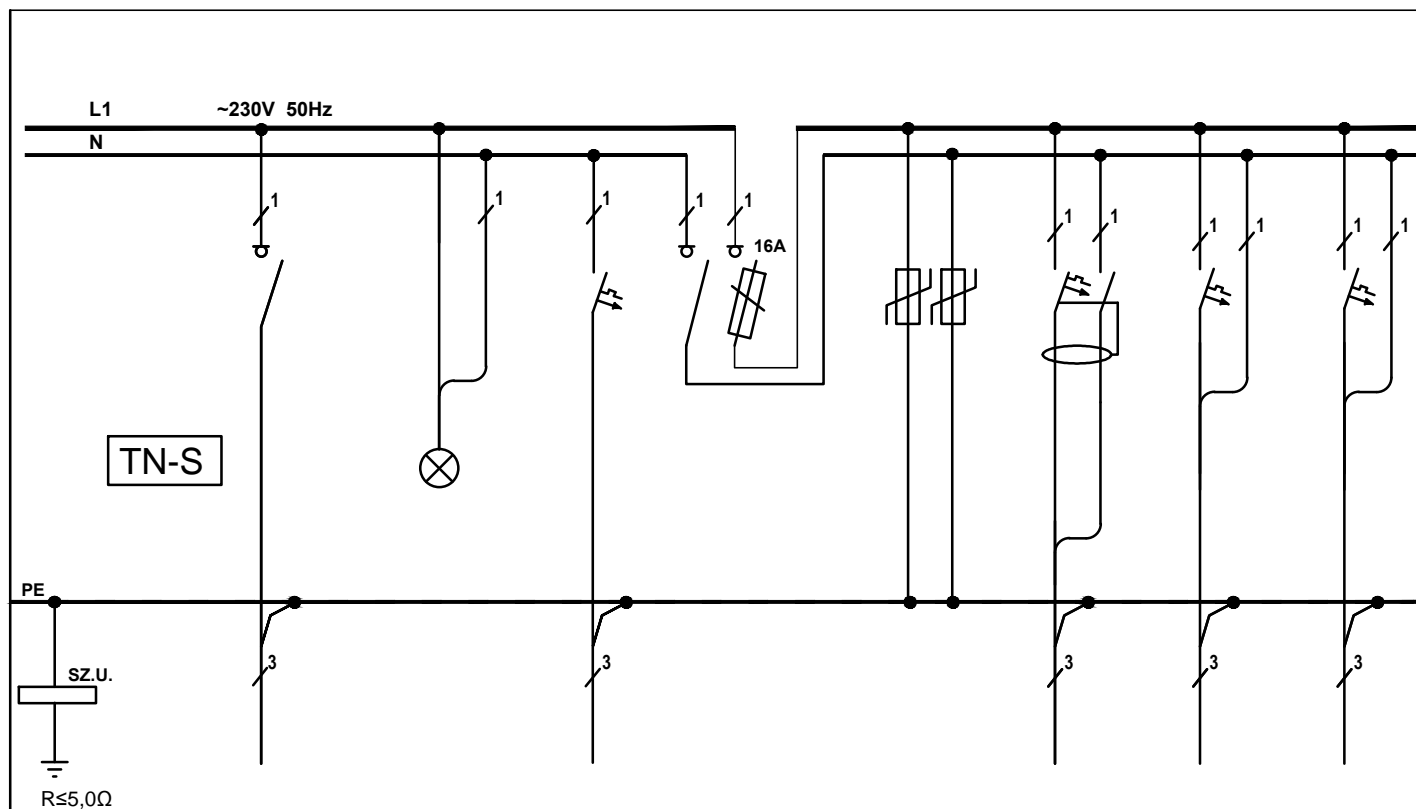 L1 ~230V 50Hz
N
1 1 1 1 1 1 1 1 1 1 1
16A
TN-S
PE
3 3 3 3 3
SZ.U.
R≤5,0Ω